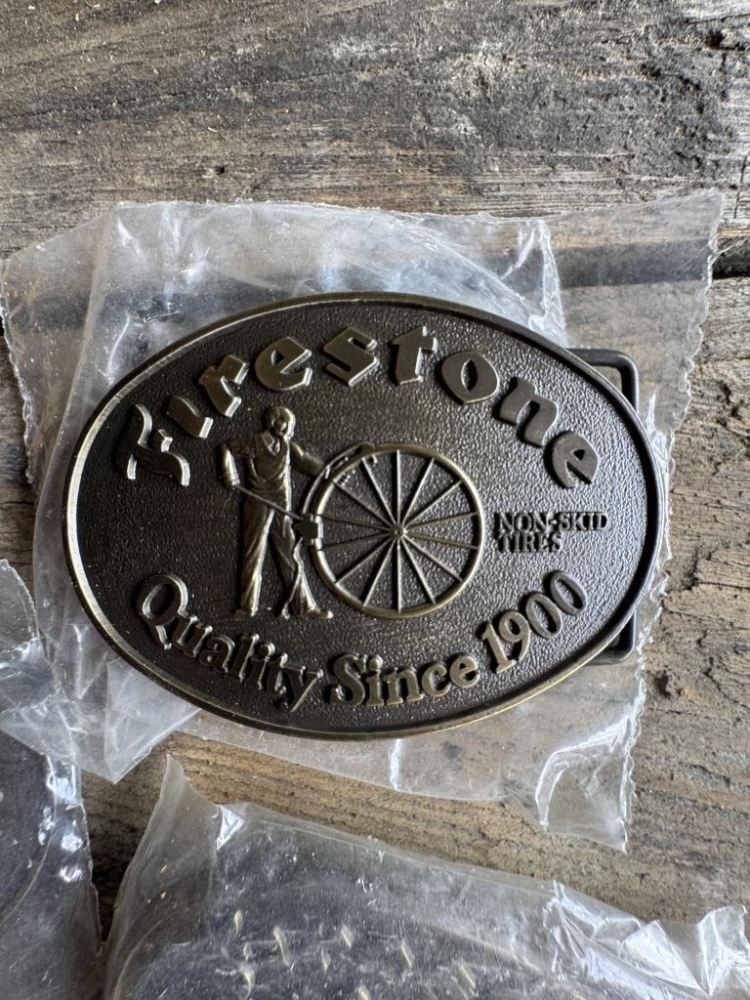 Firestone
NON-SKID
TIRES
Quality Since 1900